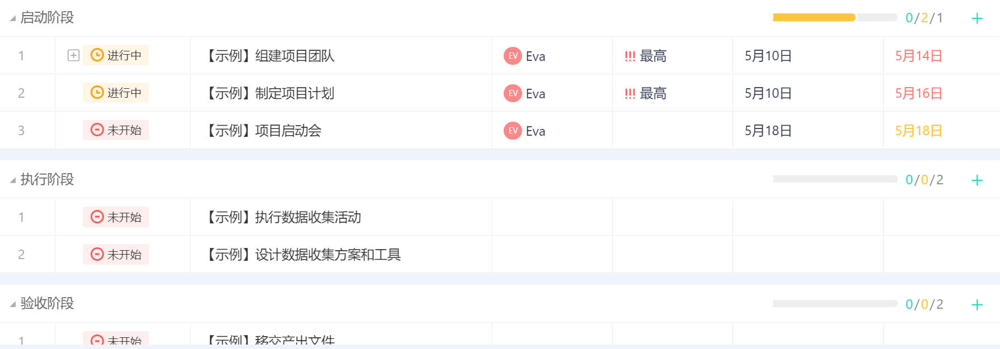 启动阶段 0/2/1
1 进行中 【示例】组建项目团队 EV Eva !!! 最高 5月10日 5月14日
2 进行中 【示例】制定项目计划 EV Eva !!! 最高 5月10日 5月16日
3 未开始 【示例】项目启动会 EV Eva 5月18日 5月18日
执行阶段 0/0/2
1 未开始 【示例】执行数据收集活动
2 未开始 【示例】设计数据收集方案和工具
验收阶段 0/0/2
1 未开始 【示例】移交产出文件